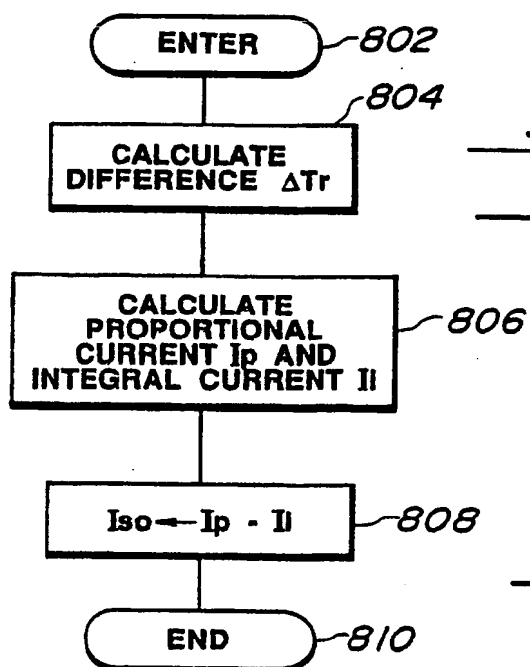 ENTER
802
804
CALCULATE
DIFFERENCE ΔTr
CALCULATE
PROPORTIONAL
CURRENT Ip AND
INTEGRAL CURRENT Ii
806
Iso ← Ip - Ii
808
END
810